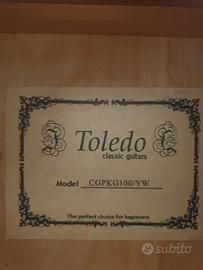 Toledo
classic guitars
Model CGPKG100/YW
The perfect choice for beginners
subito